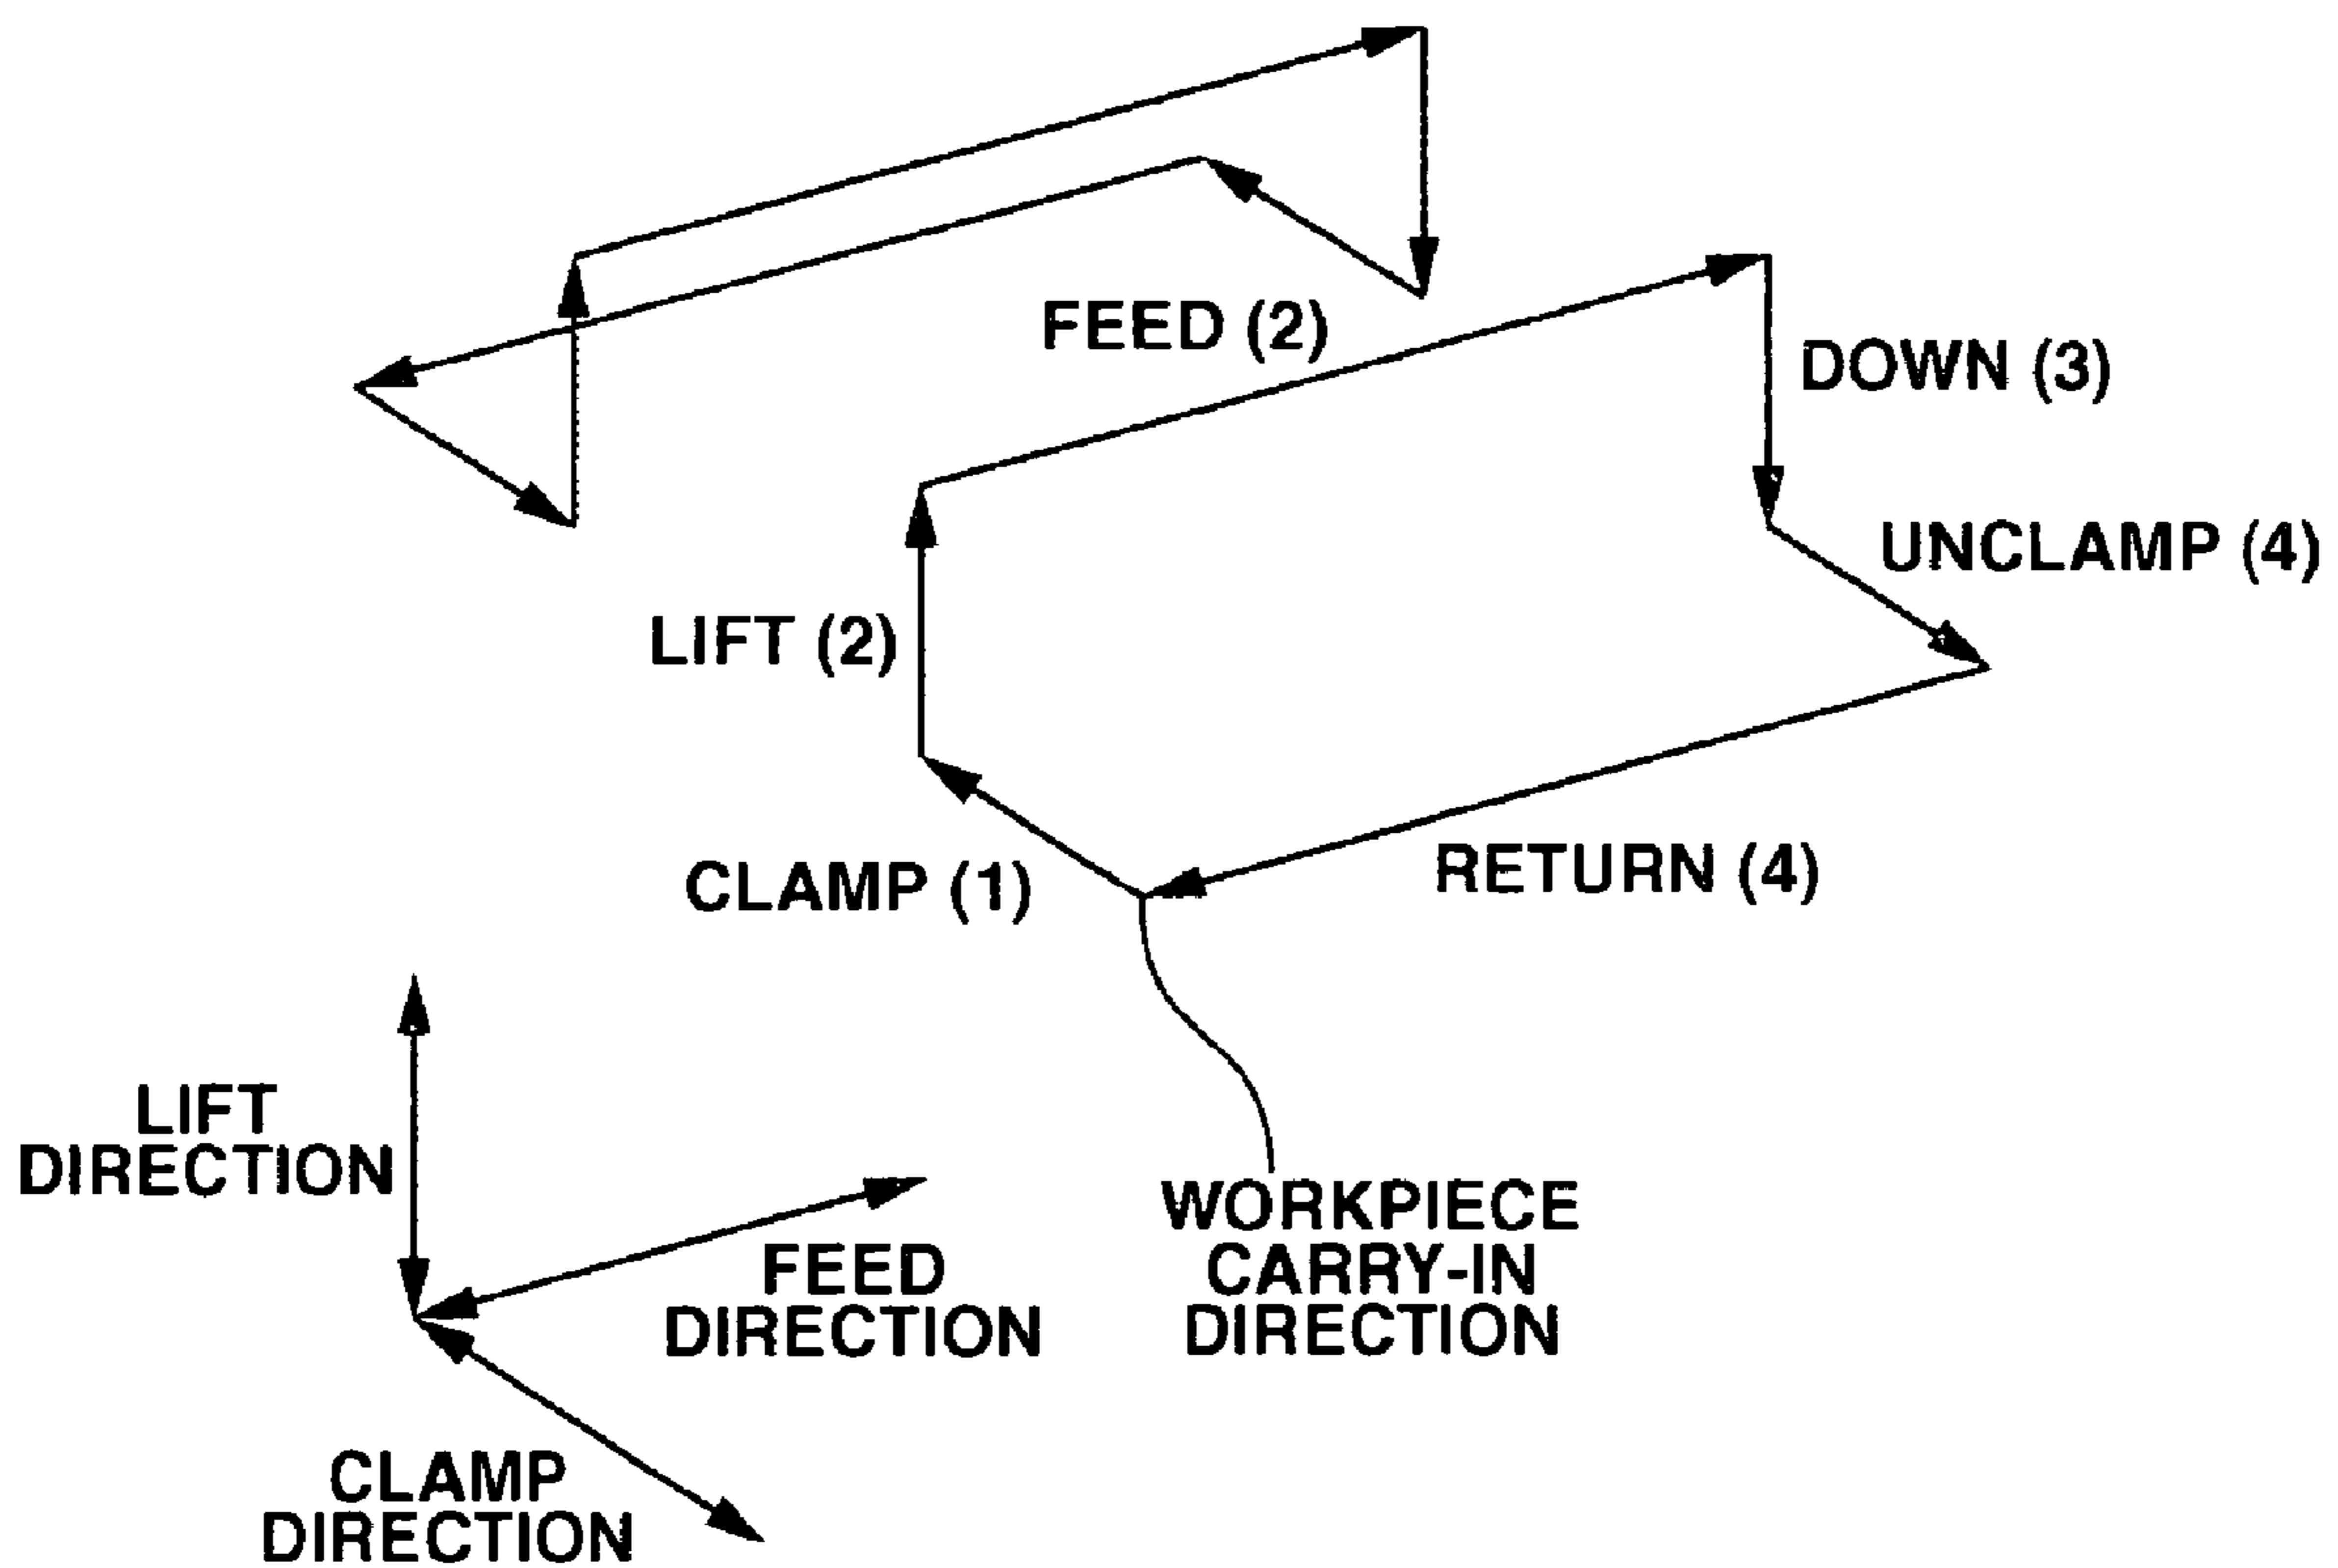 FEED (2)
DOWN (3)
UNCLAMP (4)
LIFT (2)
CLAMP (1)
RETURN (4)
LIFT
DIRECTION
FEED
DIRECTION
WORKPIECE
CARRY-IN
DIRECTION
CLAMP
DIRECTION